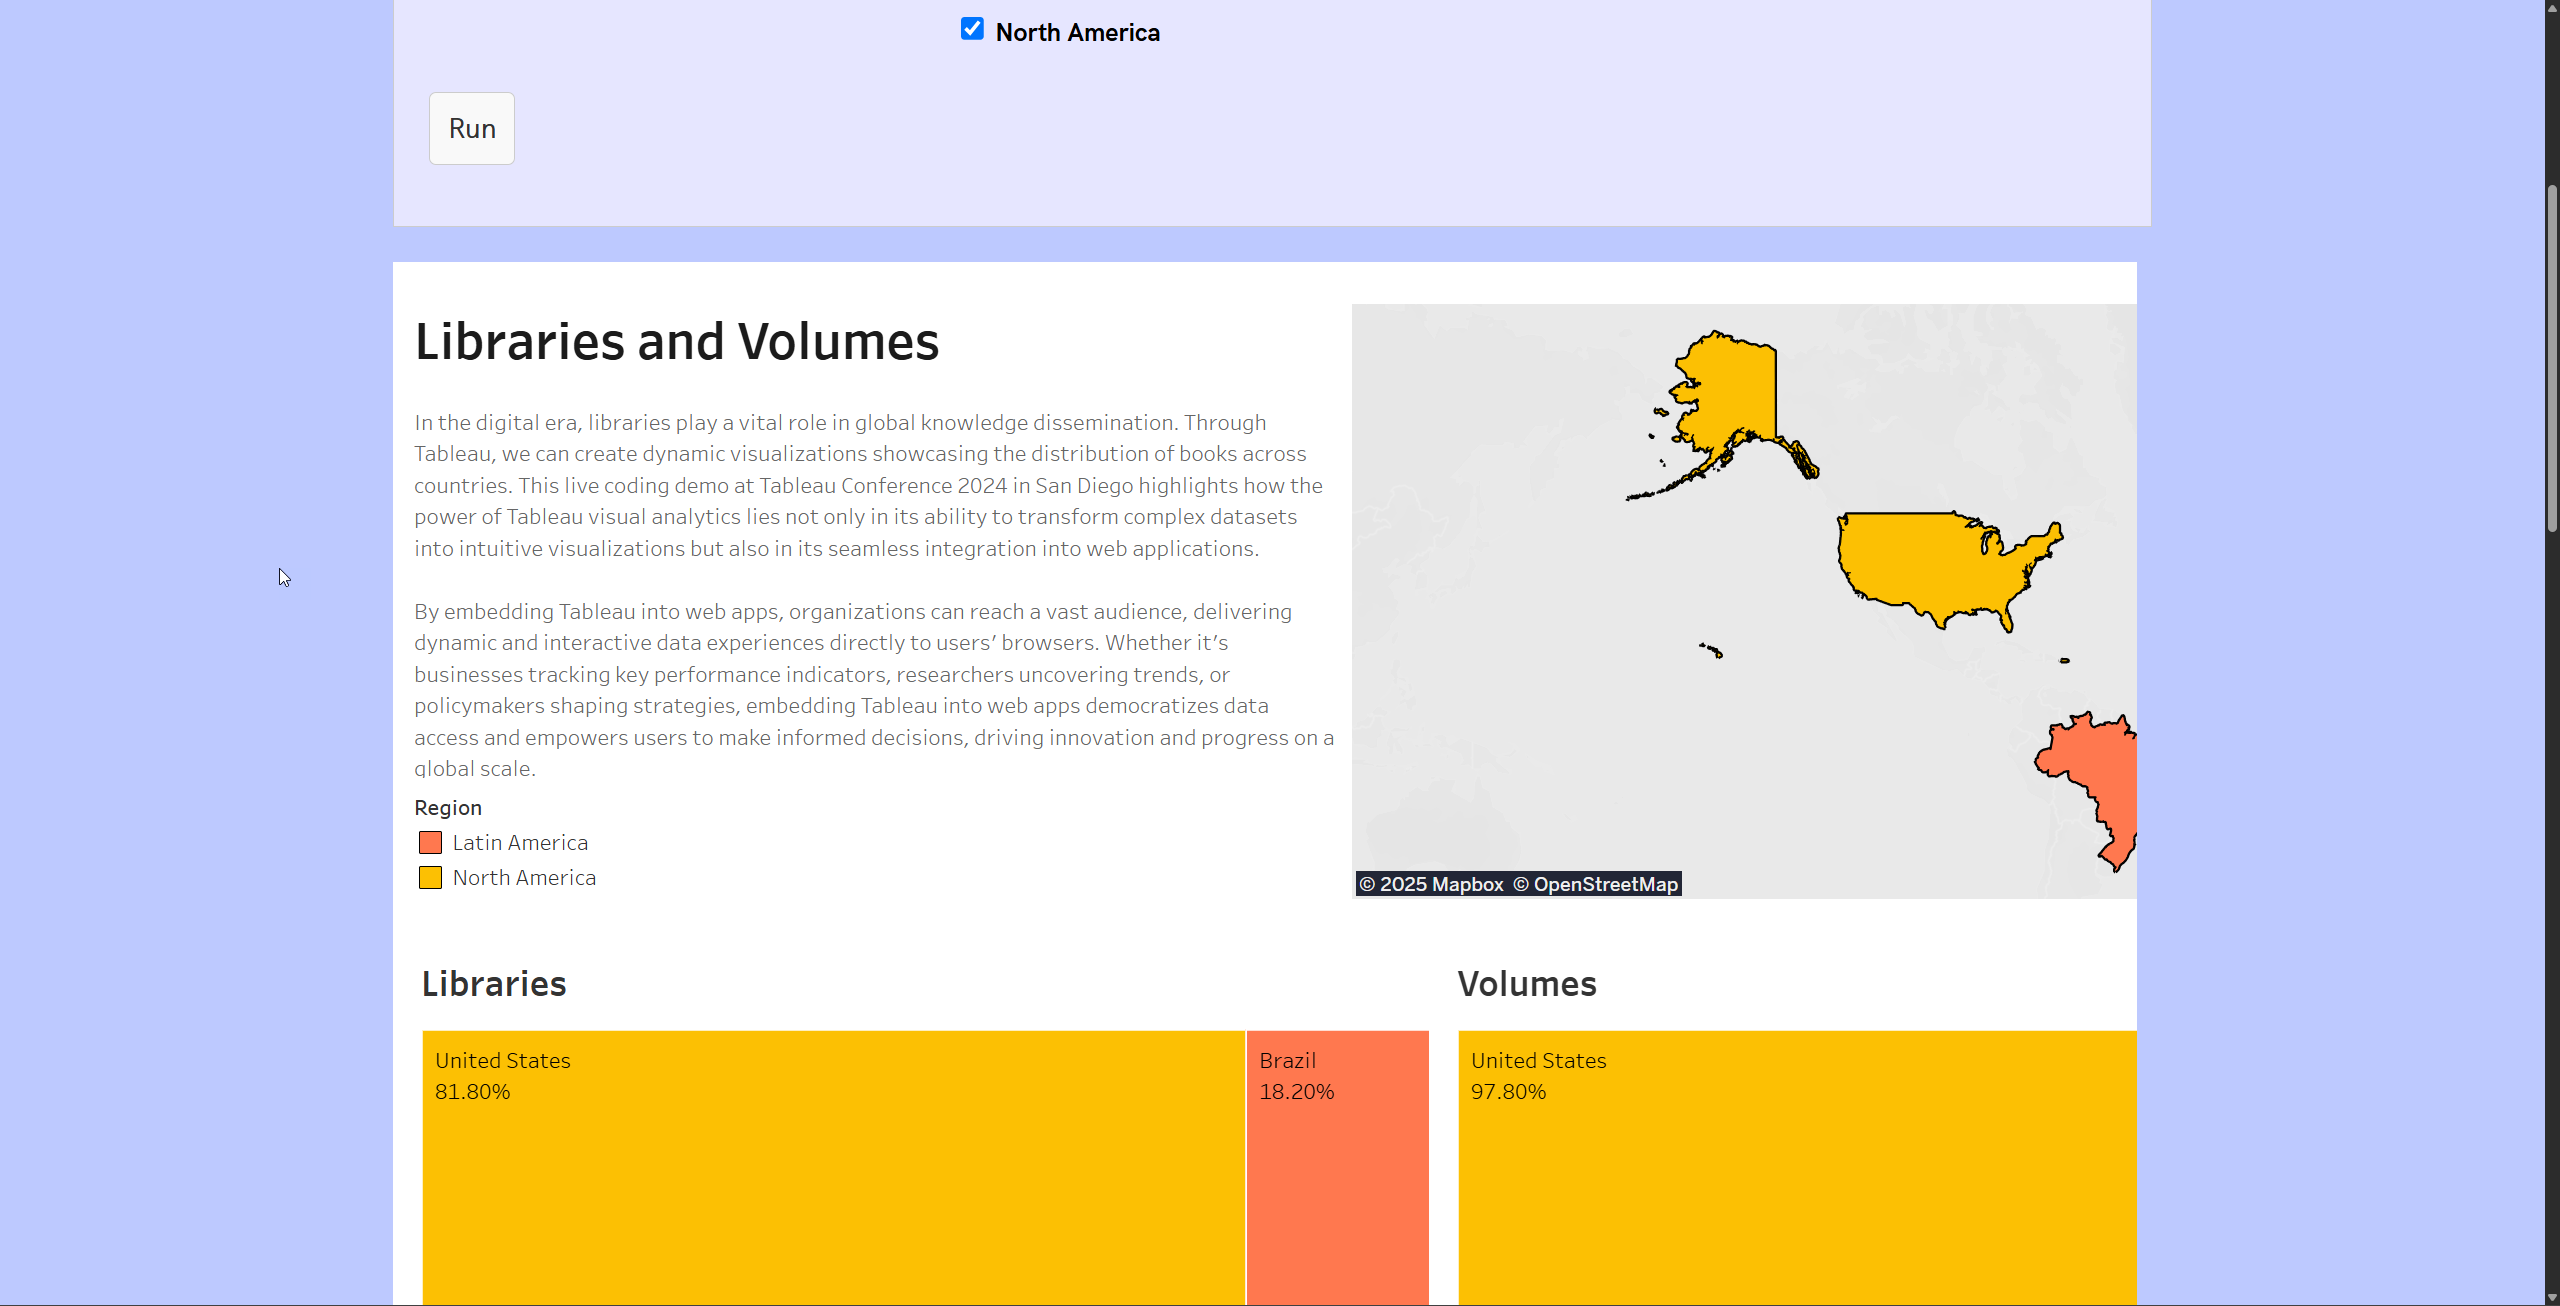 North America
Run
Libraries and Volumes
In the digital era, libraries play a vital role in global knowledge dissemination. Through
Tableau, we can create dynamic visualizations showcasing the distribution of books across
countries. This live coding demo at Tableau Conference 2024 in San Diego highlights how the
power of Tableau visual analytics lies not only in its ability to transform complex datasets
into intuitive visualizations but also in its seamless integration into web applications.
By embedding Tableau into web apps, organizations can reach a vast audience, delivering
dynamic and interactive data experiences directly to users’ browsers. Whether it’s
businesses tracking key performance indicators, researchers uncovering trends, or
policymakers shaping strategies, embedding Tableau into web apps democratizes data
access and empowers users to make informed decisions, driving innovation and progress on a
global scale.
Region
Latin America
North America
© 2025 Mapbox © OpenStreetMap
Libraries
United States
81.80%
Brazil
18.20%
Volumes
United States
97.80%